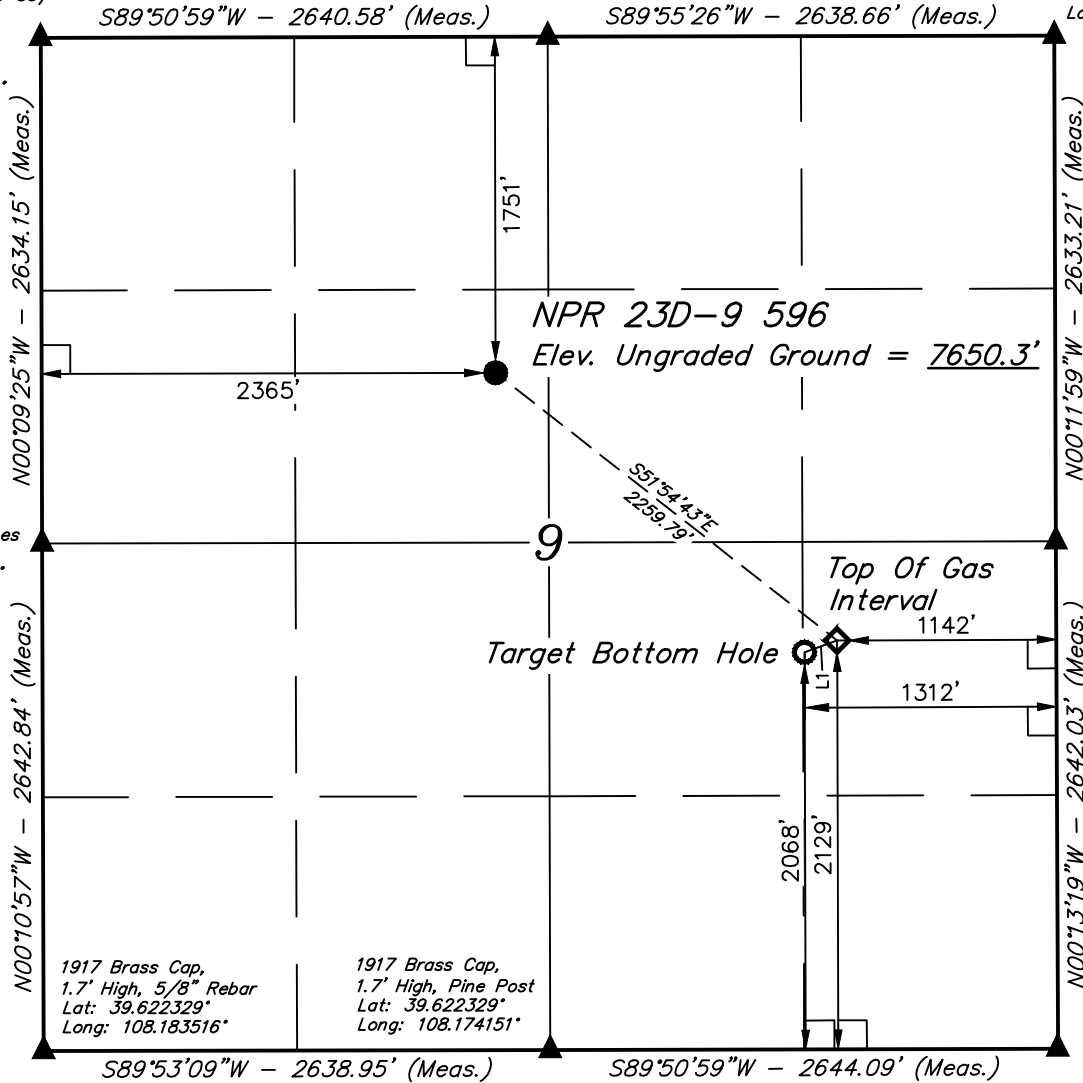 S89°50'59"W - 2640.58' (Meas.)
S89°55'26"W - 2638.66' (Meas.)
N00°09'25"W - 2634.15' (Meas.)
N00°11'59"W - 2633.21' (Meas.)
1751'
NPR 23D-9 596
Elev. Ungraded Ground = 7650.3'
2365'
S51°54'43"E
2259.79'
es
9
Top Of Gas
Interval
1142'
Target Bottom Hole
L1
1312'
N00°10'57"W - 2642.84' (Meas.)
N00°13'19"W - 2642.03' (Meas.)
2068'
2129'
1917 Brass Cap,
1.7' High, 5/8" Rebar
Lat: 39.622329°
Long: 108.183516°
1917 Brass Cap,
1.7' High, Pine Post
Lat: 39.622329°
Long: 108.174151°
S89°53'09"W - 2638.95' (Meas.)
S89°50'59"W - 2644.09' (Meas.)